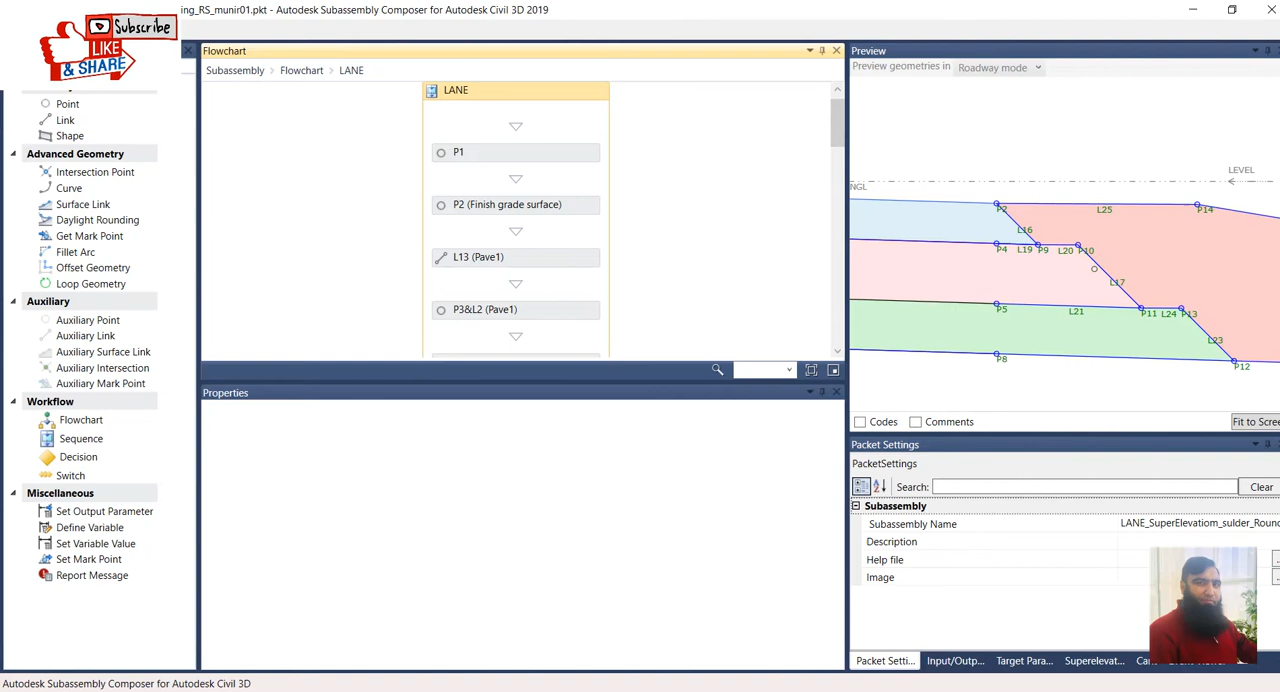 ing_RS_munir01.pkt - Autodesk Subassembly Composer for Autodesk Civil 3D 2019
Subscribe
LIKE
& SHARE
Point
Link
Shape
Advanced Geometry
Intersection Point
Curve
Surface Link
Daylight Rounding
Get Mark Point
Fillet Arc
Offset Geometry
Loop Geometry
Auxiliary
Auxiliary Point
Auxiliary Link
Auxiliary Surface Link
Auxiliary Intersection
Auxiliary Mark Point
Workflow
Flowchart
Sequence
Decision
Switch
Miscellaneous
Set Output Parameter
Define Variable
Set Variable Value
Set Mark Point
Report Message
Flowchart
Subassembly > Flowchart > LANE
LANE
P1
P2 (Finish grade surface)
L13 (Pave1)
P3&L2 (Pave1)
Properties
Preview
Preview geometries in Roadway mode
LEVEL
NGL
P2 L25 P14
L16
P4 L19 P9 L20 P10
L17
P5 L21 P11 L24 P13
L23
P8 P12
Codes Comments Fit to Scree
Packet Settings
PacketSettings
Search: Clear
Subassembly
Subassembly Name LANE_SuperElevatiom_sulder_Round
Description
Help file
Image
Packet Setti... Input/Outp... Target Para... Superelevat...
Autodesk Subassembly Composer for Autodesk Civil 3D 2019